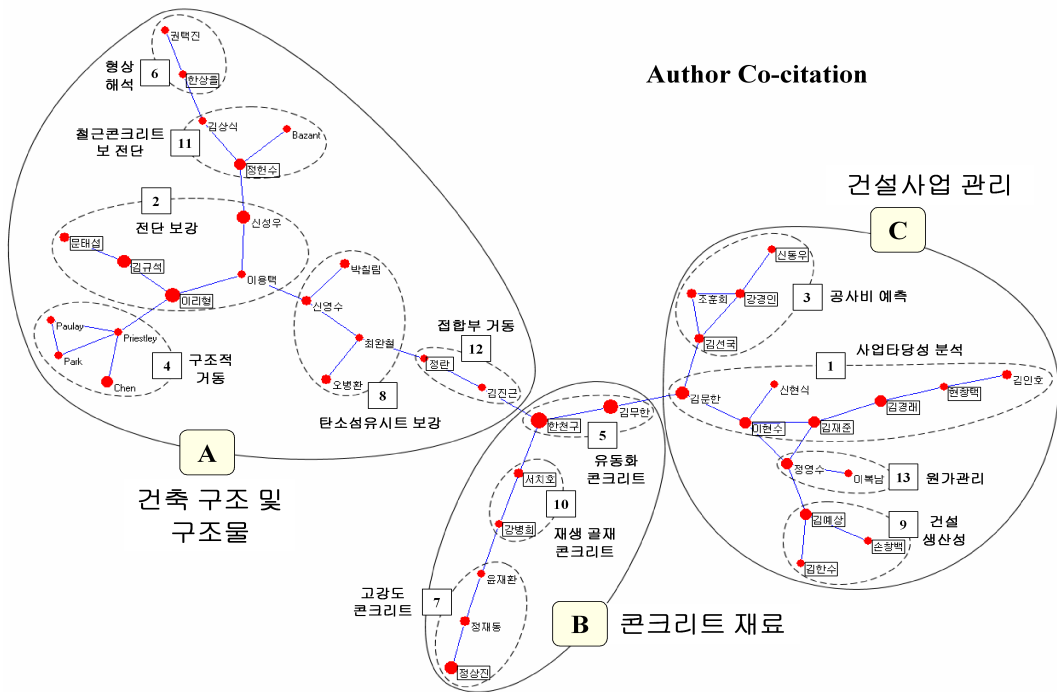 Author Co-citation
권택진
형상
해석
6
한상훈
김상식
철근콘크리트
보 전단
11
Bazant
정헌수
2
전단 보강
신성우
문태섭
김규석
이리형
이용택
박칠림
신영수
Paulay
Priestley
Park
Chen
4
구조적
거동
최완철
오병환
8
탄소섬유시트 보강
접합부 거동
12
정란
김진근
A
건축 구조 및
구조물
한천구
김무한
5
유동화
콘크리트
서치호
10
강병희
재생 골재
콘크리트
고강도
콘크리트
7
윤재환
정재동
정상진
B
콘크리트 재료
건설사업 관리
C
신동우
조훈희
강경인
3
공사비 예측
김선국
사업타당성 분석
1
김문한
신현식
김인호
현창택
김경래
이현수
김재준
정영수
이복남
13
원가관리
김예상
9
건설
생산성
손창백
김한수